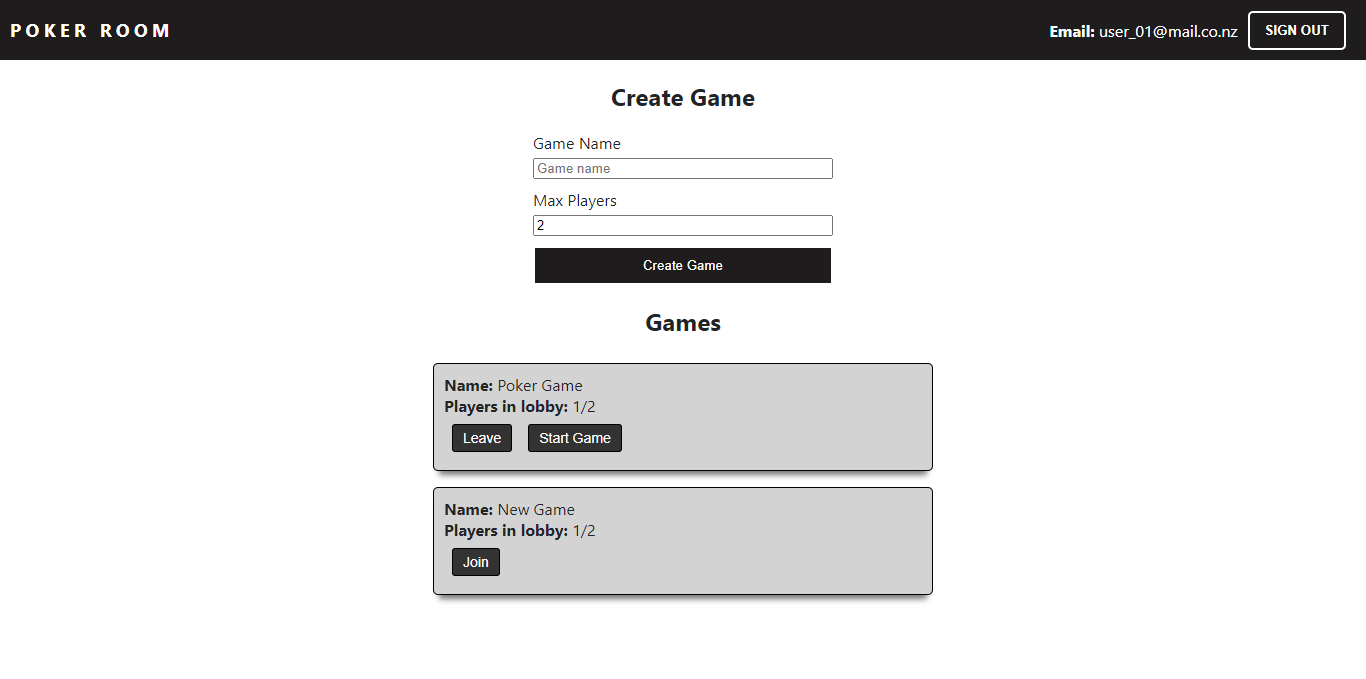 POKER ROOM
Email: user_01@mail.co.nz SIGN OUT
Create Game
Game Name
Game name
Max Players
2
Create Game
Games
Name: Poker Game
Players in lobby: 1/2
Leave Start Game
Name: New Game
Players in lobby: 1/2
Join